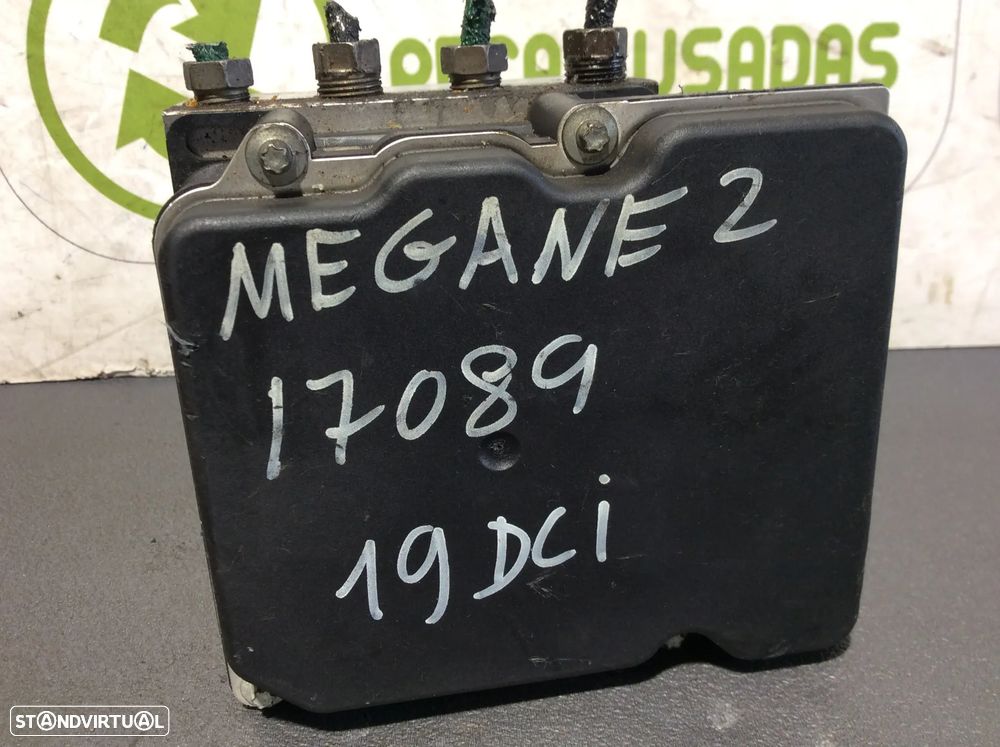 USADAS
MEGANE 2
17089
19 DCi
STANDVIRTUAL